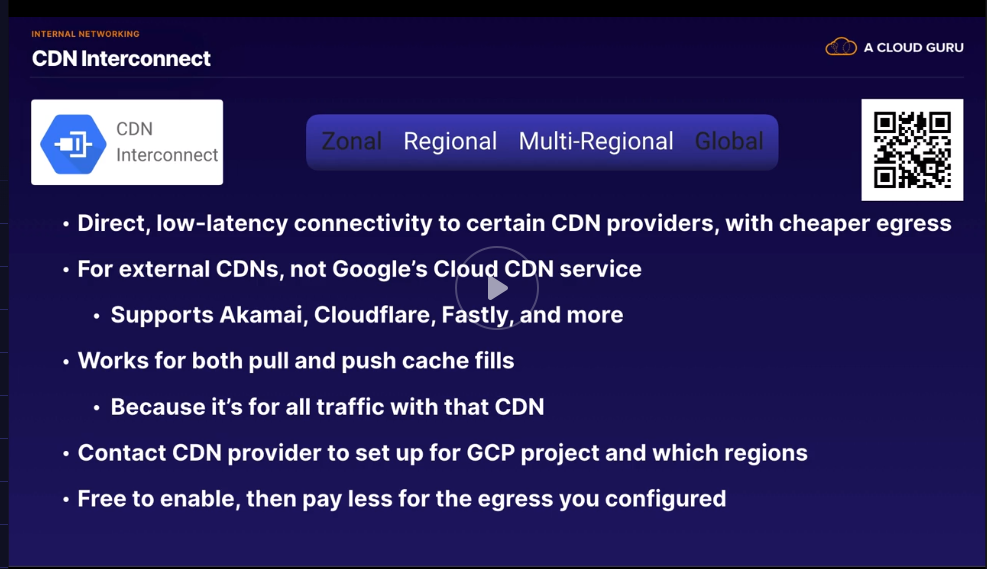 INTERNAL NETWORKING
CDN Interconnect
A CLOUD GURU
CDN
Interconnect
Zonal Regional Multi-Regional Global
• Direct, low-latency connectivity to certain CDN providers, with cheaper egress
• For external CDNs, not Google's Cloud CDN service
• Supports Akamai, Cloudflare, Fastly, and more
• Works for both pull and push cache fills
• Because it's for all traffic with that CDN
• Contact CDN provider to set up for GCP project and which regions
• Free to enable, then pay less for the egress you configured